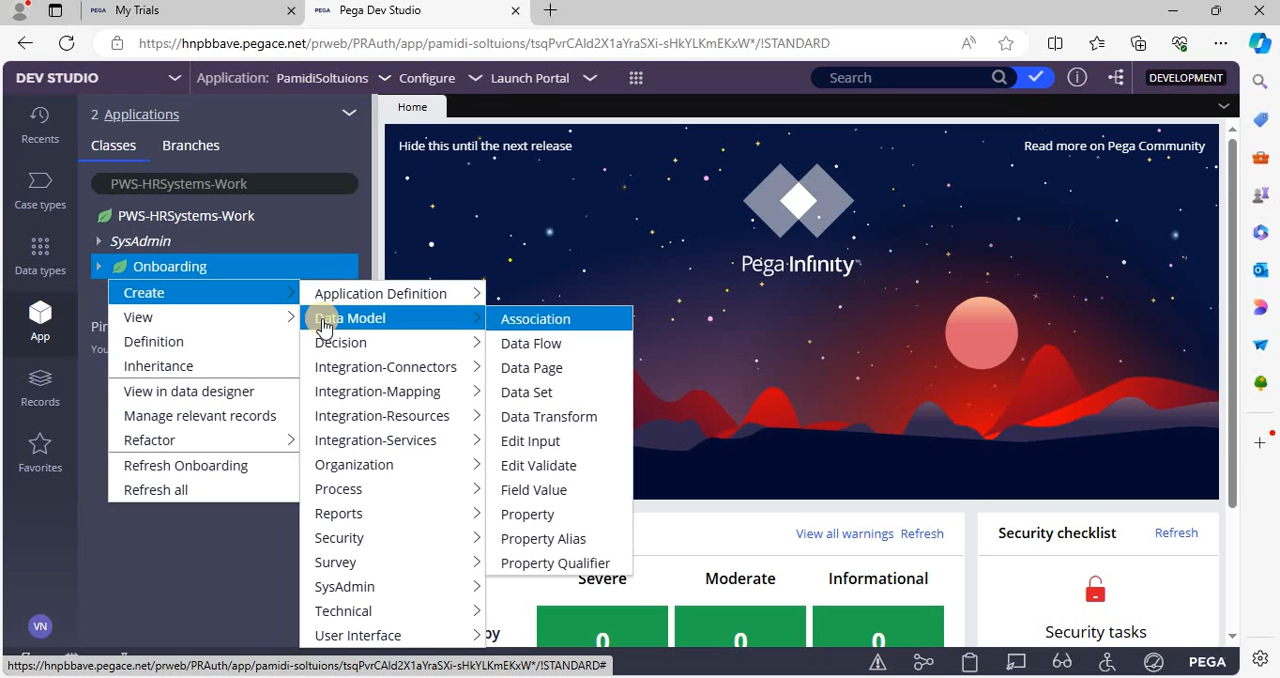 PEGA My Trials
PEGA Pega Dev Studio
https://hnpbbave.pegace.net/prweb/PRAuth/app/pamidi-soltuions/tsqPvrCAld2X1aYraSXi-sHkYLKmEKxW*/!STANDARD
DEV STUDIO
Application: PamidiSoltuions
Configure
Launch Portal
Search
DEVELOPMENT
Recents
Case types
Data types
App
Records
Favorites
VN
2 Applications
Classes
Branches
PWS-HRSystems-Work
PWS-HRSystems-Work
SysAdmin
Onboarding
Create
View
Definition
Inheritance
View in data designer
Manage relevant records
Refactor
Refresh Onboarding
Refresh all
Application Definition
Data Model
Decision
Integration-Connectors
Integration-Mapping
Integration-Resources
Integration-Services
Organization
Process
Reports
Security
Survey
SysAdmin
Technical
User Interface
Association
Data Flow
Data Page
Data Set
Data Transform
Edit Input
Edit Validate
Field Value
Property
Property Alias
Property Qualifier
Home
Hide this until the next release
Read more on Pega Community
Pega Infinity
View all warnings Refresh
Severe
Moderate
Informational
0
0
0
Security checklist
Refresh
Security tasks
https://hnpbbave.pegace.net/prweb/PRAuth/app/pamidi-soltuions/tsqPvrCAld2X1aYraSXi-sHkYLKmEKxW*/!STANDARD#
PEGA